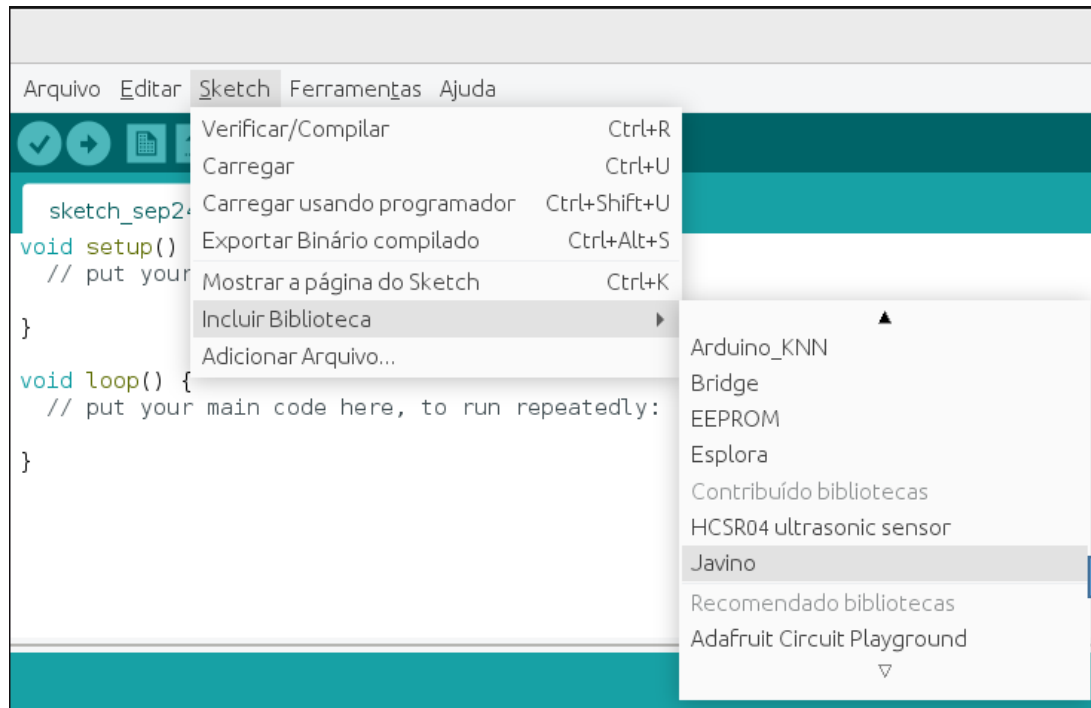 Arquivo Editar Sketch Ferramentas Ajuda
Verificar/Compilar Ctrl+R
Carregar Ctrl+U
Carregar usando programador Ctrl+Shift+U
Exportar Binário compilado Ctrl+Alt+S
Mostrar a página do Sketch Ctrl+K
Incluir Biblioteca
Adicionar Arquivo...
sketch_sep24
void setup()
// put your
}
void loop() {
// put your main code here, to run repeatedly:
}
Arduino_KNN
Bridge
EEPROM
Esplora
Contribuído bibliotecas
HCSR04 ultrasonic sensor
Javino
Recomendado bibliotecas
Adafruit Circuit Playground